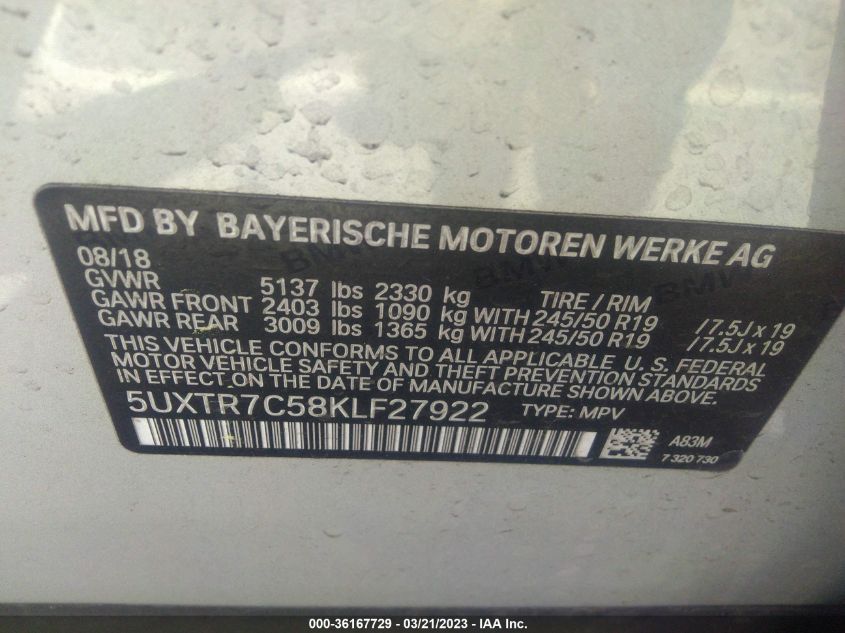 MFD BY BAYERISCHE MOTOREN WERKE AG
08/18
GVWR 5137 lbs 2330 kg TIRE / RIM
GAWR FRONT 2403 lbs 1090 kg WITH 245/50 R19 /7.5J x 19
GAWR REAR 3009 lbs 1365 kg WITH 245/50 R19 /7.5J x 19
THIS VEHICLE CONFORMS TO ALL APPLICABLE U. S. FEDERAL
MOTOR VEHICLE SAFETY AND THEFT PREVENTION STANDARDS
IN EFFECT ON THE DATE OF MANUFACTURE SHOWN ABOVE.
5UXTR7C58KLF27922 TYPE: MPV
A83M
7 320 730
000-36167729 - 03/21/2023 - IAA Inc.